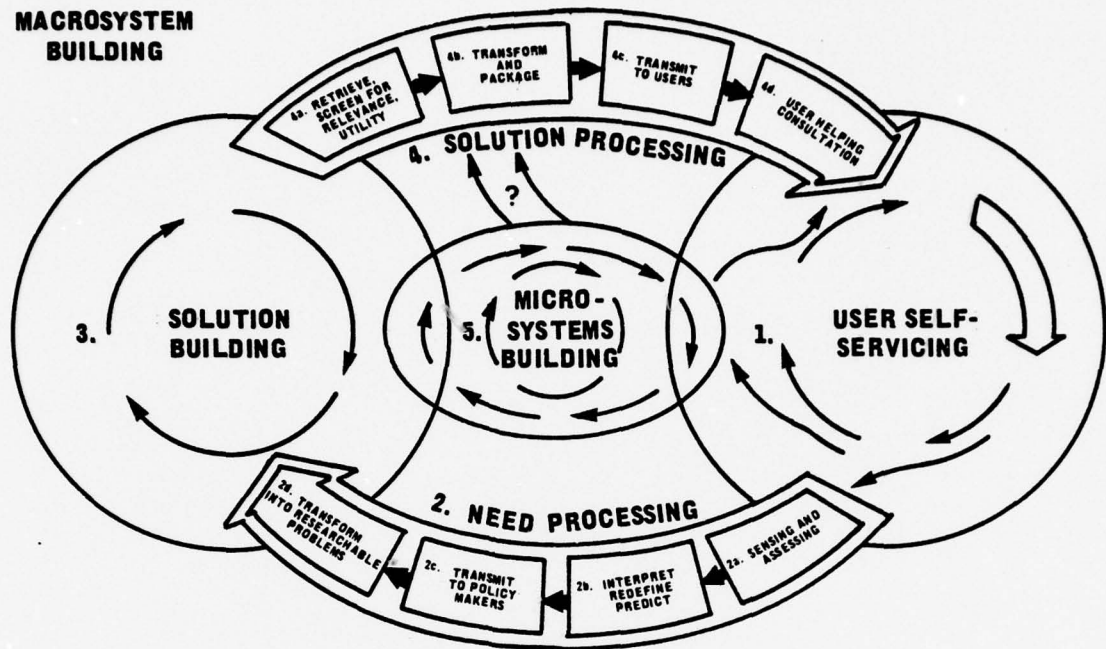 MACROSYSTEM
BUILDING
4a. RETRIEVE,
SCREEN FOR
RELEVANCE,
UTILITY
4b. TRANSFORM
AND
PACKAGE
4c. TRANSMIT
TO USERS
4d. USER HELPING
CONSULTATION
4. SOLUTION PROCESSING
?
3. SOLUTION
BUILDING
5. MICRO-
SYSTEMS
BUILDING
1. USER SELF-
SERVICING
2. NEED PROCESSING
2d. TRANSFORM
INTO RESEARCHABLE
PROBLEMS
2c. TRANSMIT
TO POLICY
MAKERS
2b. INTERPRET
REDEFINE
PREDICT
2a. SENSING AND
ASSESSING